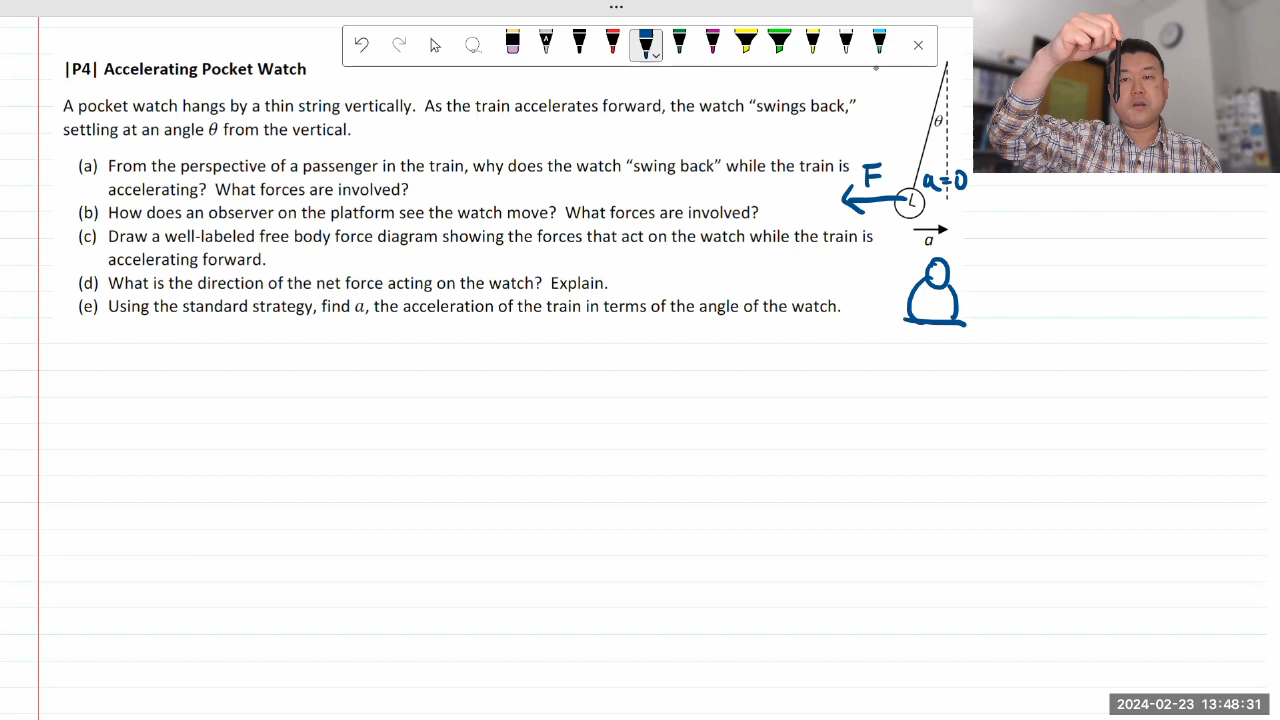 |P4| Accelerating Pocket Watch
A pocket watch hangs by a thin string vertically. As the train accelerates forward, the watch “swings back,”
settling at an angle θ from the vertical.
(a) From the perspective of a passenger in the train, why does the watch “swing back” while the train is
accelerating? What forces are involved?
(b) How does an observer on the platform see the watch move? What forces are involved?
(c) Draw a well-labeled free body force diagram showing the forces that act on the watch while the train is
accelerating forward.
(d) What is the direction of the net force acting on the watch? Explain.
(e) Using the standard strategy, find a, the acceleration of the train in terms of the angle of the watch.
θ
F
a=0
a
2024-02-23 13:48:31